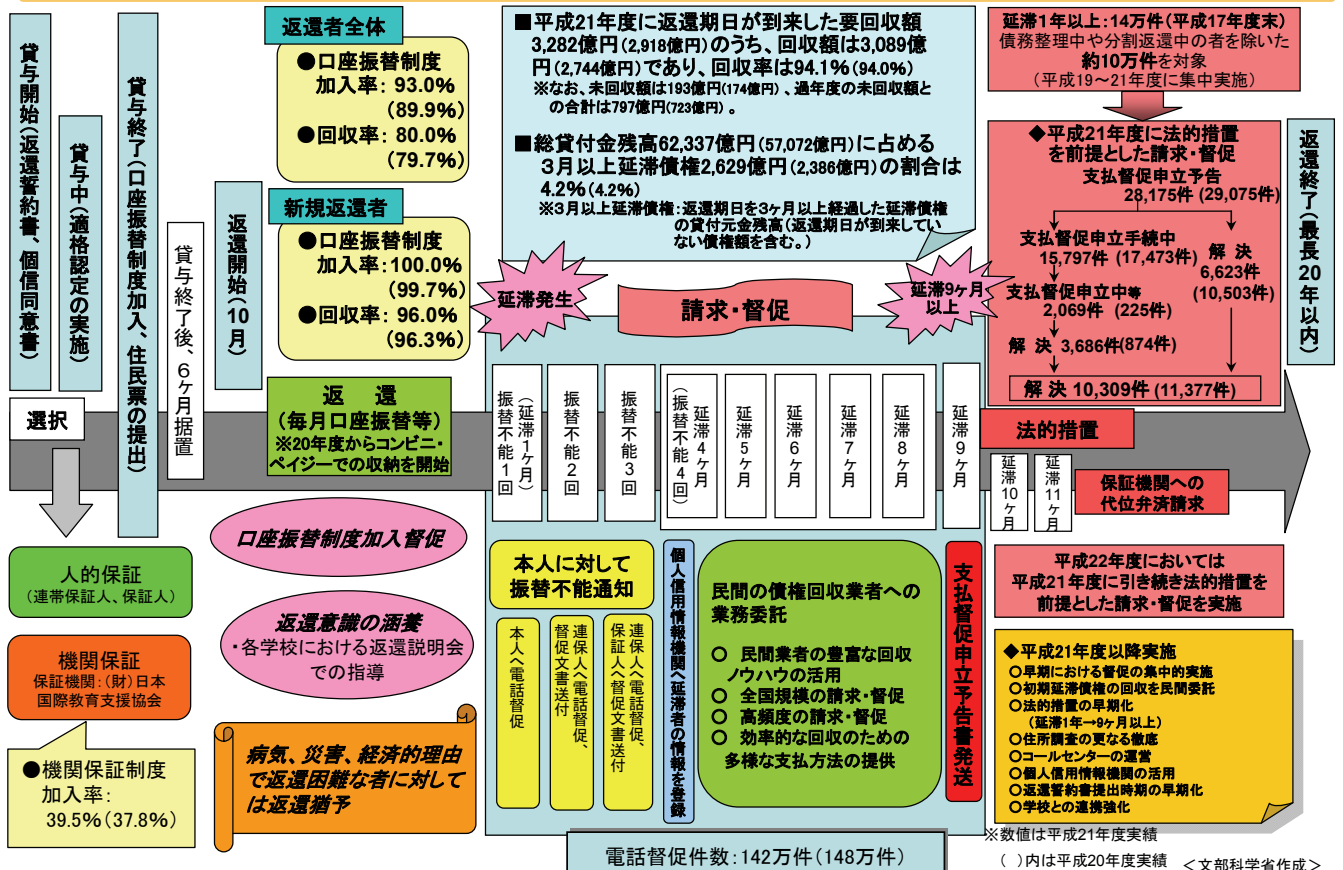 貸与開始(返還誓約書、個信同意書)
貸与中(適格認定の実施)
貸与終了(口座振替制度加入、住民票の提出)
貸与終了後、6ヶ月据置
返還開始(10月)
選択
人的保証
(連帯保証人、保証人)
機関保証
保証機関:(財)日本
国際教育支援協会
●機関保証制度
加入率:
39.5%(37.8%)
返還者全体
●口座振替制度
加入率: 93.0%
(89.9%)
●回収率: 80.0%
(79.7%)
新規返還者
●口座振替制度
加入率:100.0%
(99.7%)
●回収率: 96.0%
(96.3%)
返 還
(毎月口座振替等)
※20年度からコンビニ・
ペイジーでの収納を開始
口座振替制度加入督促
返還意識の涵養
・各学校における返還説明会
での指導
病気、災害、経済的理由
で返還困難な者に対して
は返還猶予
■平成21年度に返還期日が到来した要回収額
3,282億円(2,918億円)のうち、回収額は3,089億
円(2,744億円)であり、回収率は94.1%(94.0%)
※なお、未回収額は193億円(174億円)、過年度の未回収額と
の合計は797億円(723億円)。
■総貸付金残高62,337億円(57,072億円)に占める
3月以上延滞債権2,629億円(2,386億円)の割合は
4.2%(4.2%)
※3月以上延滞債権:返還期日を3ヶ月以上経過した延滞債権
の貸付元金残高(返還期日が到来してい
ない債権額を含む。)
延滞発生
請求・督促
延滞9ヶ月
以上
振替不能1回
(延滞1ヶ月)
振替不能2回
振替不能3回
(振替不能4回)
延滞4ヶ月
延滞5ヶ月
延滞6ヶ月
延滞7ヶ月
延滞8ヶ月
延滞9ヶ月
延滞10ヶ月
延滞11ヶ月
本人に対して
振替不能通知
本人へ電話督促
連保人へ電話督促、
督促文書送付
連保人へ電話督促、
保証人へ督促文書送付
個人信用情報機関へ延滞者の情報を登録
民間の債権回収業者への
業務委託
○ 民間業者の豊富な回収
ノウハウの活用
○ 全国規模の請求・督促
○ 高頻度の請求・督促
○ 効率的な回収のための
多様な支払方法の提供
支払督促申立予告書発送
電話督促件数:142万件(148万件)
延滞1年以上:14万件(平成17年度末)
債務整理中や分割返還中の者を除いた
約10万件を対象
(平成19~21年度に集中実施)
◆平成21年度に法的措置
を前提とした請求・督促
支払督促申立予告
28,175件 (29,075件)
支払督促申立手続中
15,797件 (17,473件)
解 決
6,623件
(10,503件)
支払督促申立中等
2,069件 (225件)
解 決 3,686件(874件)
解 決 10,309件 (11,377件)
返還終了(最長20年以内)
法的措置
保証機関への
代位弁済請求
平成22年度においては
平成21年度に引き続き法的措置を
前提とした請求・督促を実施
◆平成21年度以降実施
○早期における督促の集中的実施
○初期延滞債権の回収を民間委託
○法的措置の早期化
(延滞1年→9ヶ月以上)
○住所調査の更なる徹底
○コールセンターの運営
○個人信用情報機関の活用
○返還誓約書提出時期の早期化
○学校との連携強化
※数値は平成21年度実績
( )内は平成20年度実績
<文部科学省作成>